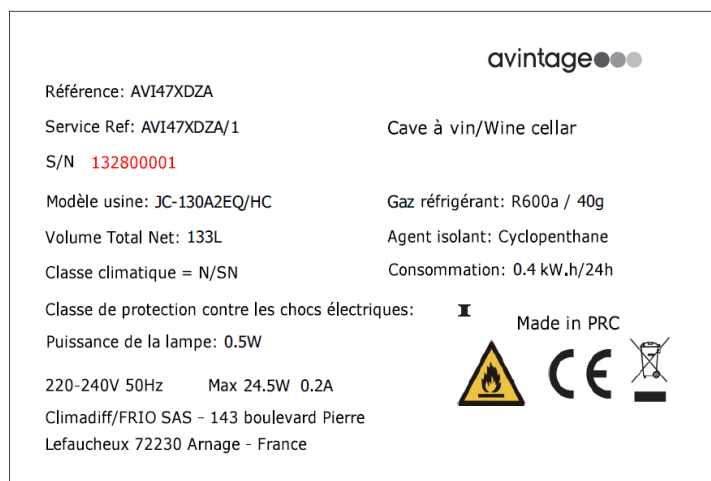 avintage
Référence: AVI47XDZA
Service Ref: AVI47XDZA/1
Cave à vin/Wine cellar
S/N 132800001
Modèle usine: JC-130A2EQ/HC
Gaz réfrigérant: R600a / 40g
Volume Total Net: 133L
Agent isolant: Cyclopenthane
Classe climatique = N/SN
Consommation: 0.4 kW.h/24h
Classe de protection contre les chocs électriques: I
Made in PRC
Puissance de la lampe: 0.5W
CE
220-240V 50Hz Max 24.5W 0.2A
Climadiff/FRIO SAS - 143 boulevard Pierre
Lefaucheux 72230 Arnage - France